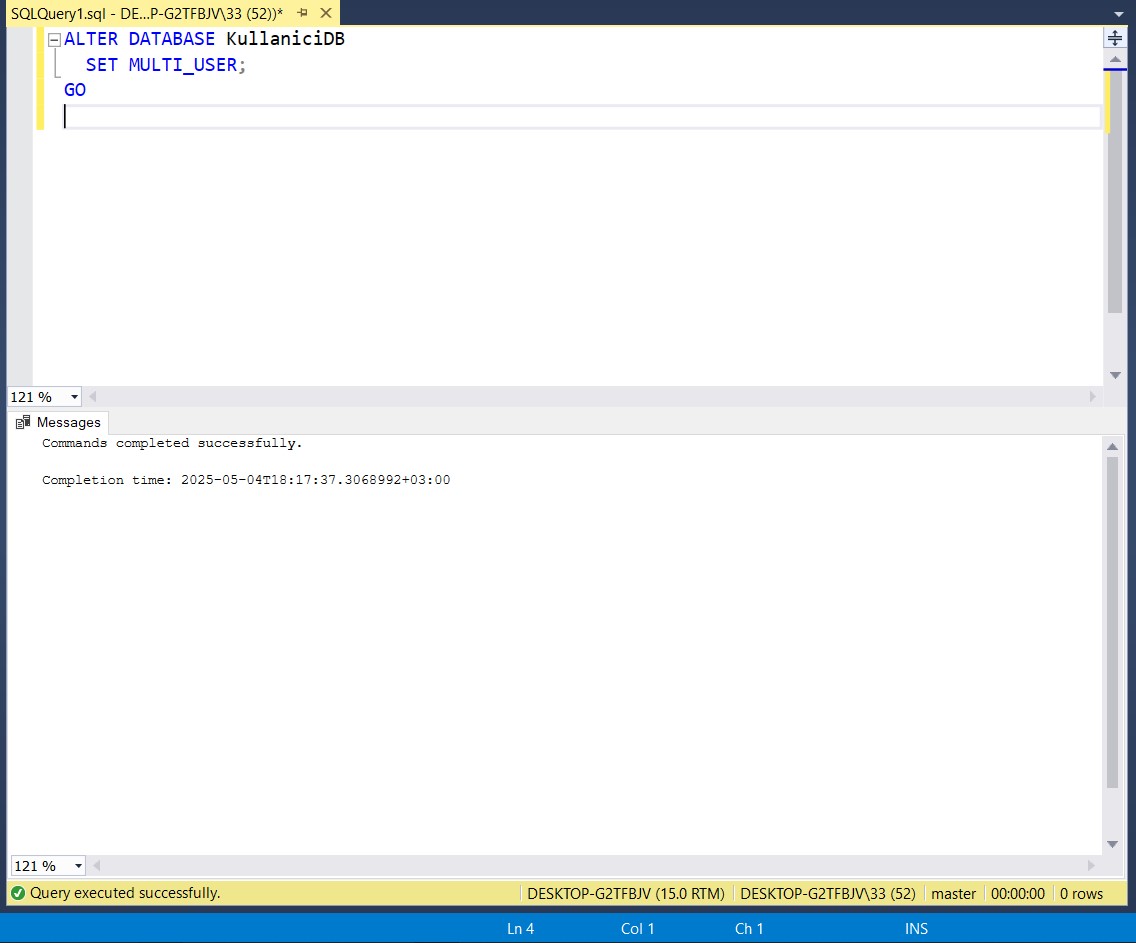 SQLQuery1.sql - DE...P-G2TFBJV\33 (52))*
ALTER DATABASE KullaniciDB
SET MULTI_USER;
GO
121 %
Messages
Commands completed successfully.
Completion time: 2025-05-04T18:17:37.3068992+03:00
121 %
Query executed successfully. DESKTOP-G2TFBJV (15.0 RTM) DESKTOP-G2TFBJV\33 (52) master 00:00:00 0 rows
Ln 4 Col 1 Ch 1 INS